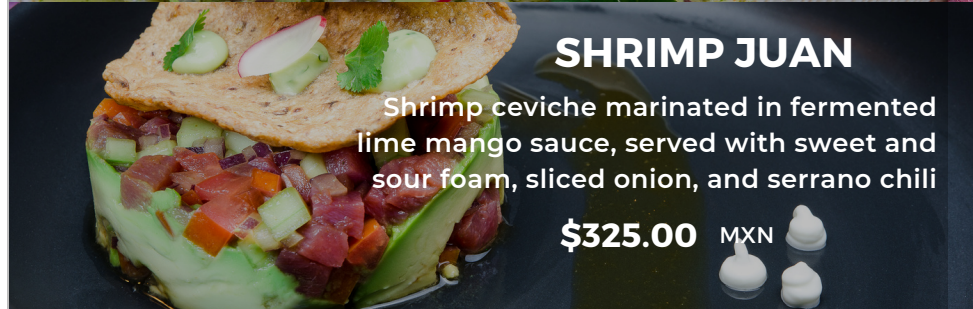 SHRIMP JUAN
Shrimp ceviche marinated in fermented
lime mango sauce, served with sweet and
sour foam, sliced onion, and serrano chili
$325.00 MXN